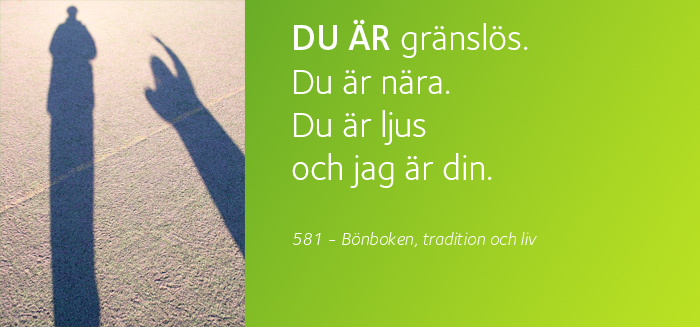 DU ÄR gränslös.
Du är nära.
Du är ljus
och jag är din.
581 – Bönboken, tradition och liv